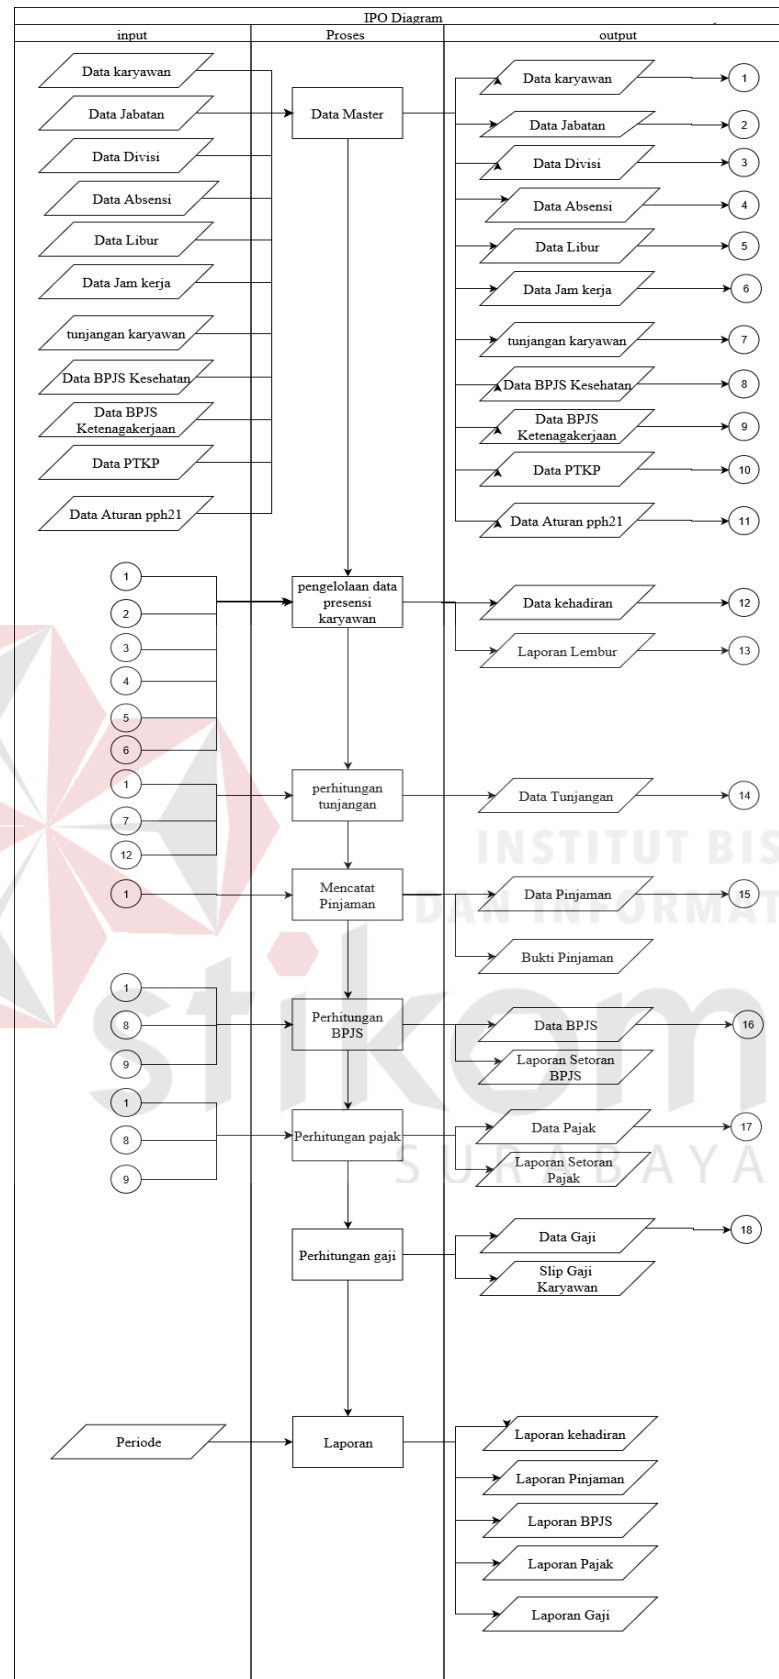 IPO Diagram
input
Proses
output
Data karyawan
Data Jabatan
Data Divisi
Data Absensi
Data Libur
Data Jam kerja
tunjangan karyawan
Data BPJS Kesehatan
Data BPJS
Ketenagakerjaan
Data PTKP
Data Aturan pph21
Data Master
Data karyawan
1
Data Jabatan
2
Data Divisi
3
Data Absensi
4
Data Libur
5
Data Jam kerja
6
tunjangan karyawan
7
Data BPJS Kesehatan
8
Data BPJS
Ketenagakerjaan
9
Data PTKP
10
Data Aturan pph21
11
1
2
3
4
5
6
pengelolaan data
presensi
karyawan
Data kehadiran
12
Laporan Lembur
13
1
7
12
perhitungan
tunjangan
Data Tunjangan
14
1
Mencatat
Pinjaman
Data Pinjaman
15
Bukti Pinjaman
1
8
9
Perhitungan
BPJS
Data BPJS
16
Laporan Setoran
BPJS
1
8
9
Perhitungan pajak
Data Pajak
17
Laporan Setoran
Pajak
Perhitungan gaji
Data Gaji
18
Slip Gaji
Karyawan
Periode
Laporan
Laporan kehadiran
Laporan Pinjaman
Laporan BPJS
Laporan Pajak
Laporan Gaji
INSTITUT BIS
DAN INFORMAT
stikom
SURABAYA